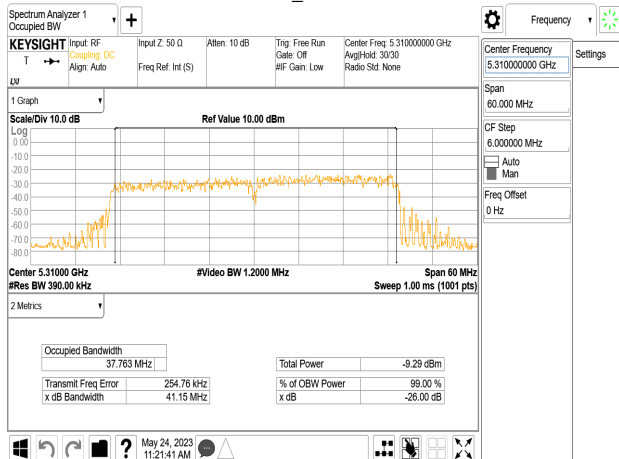 Spectrum Analyzer 1
Occupied BW
Frequency
KEYSIGHT
Input: RF
Coupling: DC
Align: Auto
Input Z: 50 Ω
Freq Ref: Int (S)
Atten: 10 dB
Trig: Free Run
Gate: Off
#IF Gain: Low
Center Freq: 5.310000000 GHz
Avg|Hold: 30/30
Radio Std: None
T
LXI
Center Frequency
5.310000000 GHz
Settings
Span
60.000 MHz
CF Step
6.000000 MHz
Auto
Man
Freq Offset
0 Hz
1 Graph
Scale/Div 10.0 dB
Ref Value 10.00 dBm
Log
0.00
-10.0
-20.0
-30.0
-40.0
-50.0
-60.0
-70.0
-80.0
Center 5.31000 GHz
#Video BW 1.2000 MHz
Span 60 MHz
#Res BW 390.00 kHz
Sweep 1.00 ms (1001 pts)
2 Metrics
Occupied Bandwidth
37.763 MHz
Total Power -9.29 dBm
Transmit Freq Error 254.76 kHz
% of OBW Power 99.00 %
x dB Bandwidth 41.15 MHz
x dB -26.00 dB
?
May 24, 2023
11:21:41 AM